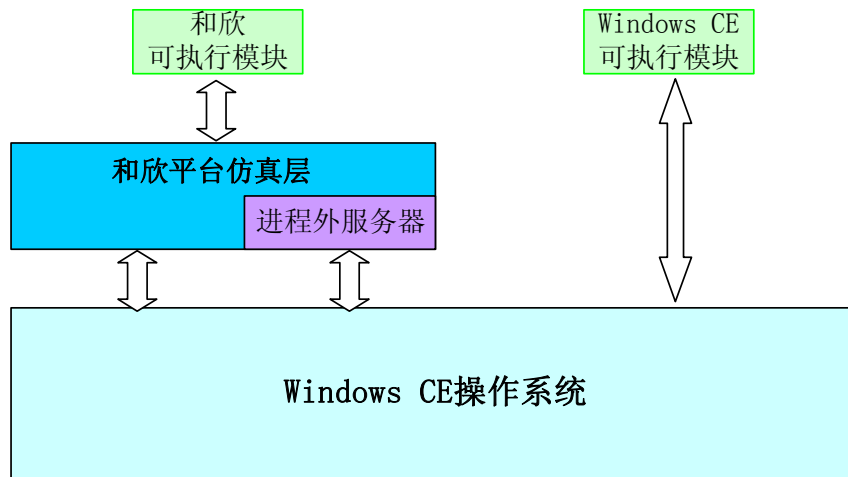 和欣
可执行模块
Windows CE
可执行模块
和欣平台仿真层
进程外服务器
Windows CE操作系统